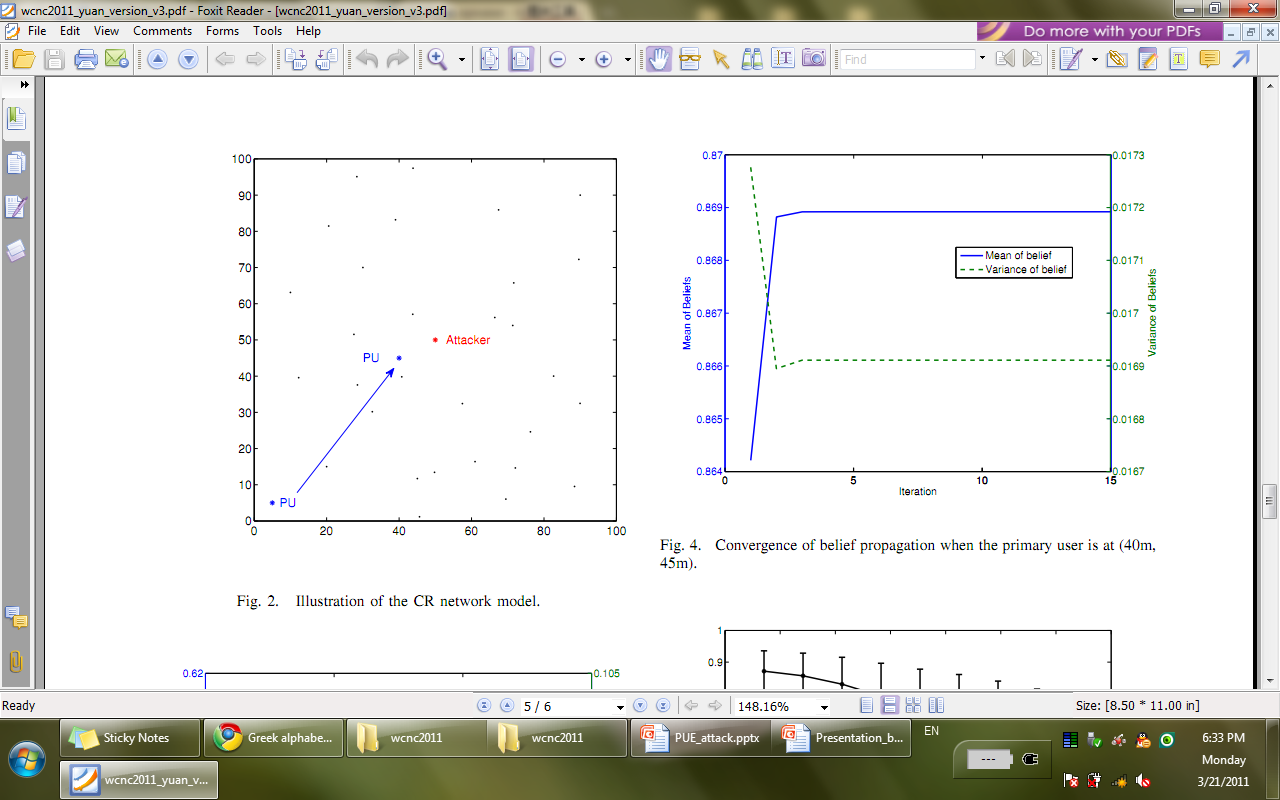 wcnc2011_yuan_version_v3.pdf - Foxit Reader - [wcnc2011_yuan_version_v3.pdf]
File Edit View Comments Forms Tools Help
Do more with your PDFs
Find
100
90
80
70
60
50
40
30
20
10
0
0 20 40 60 80 100
PU
Attacker
PU
Fig. 2. Illustration of the CR network model.
0.87
0.869
0.868
0.867
0.866
0.865
0.864
Mean of Beliefs
0.0173
0.0172
0.0171
0.017
0.0169
0.0168
0.0167
Variance of Beliefs
Mean of belief
Variance of belief
0 5 10 15
Iteration
Fig. 4. Convergence of belief propagation when the primary user is at (40m,
45m).
0.62
0.105
1
0.9
Ready
5 / 6
148.16%
Size: [8.50 * 11.00 in]
Sticky Notes
Greek alphabe...
wcnc2011
wcnc2011
PUE_attack.pptx
Presentation_b...
wcnc2011_yuan_v...
EN
---
6:33 PM
Monday
3/21/2011